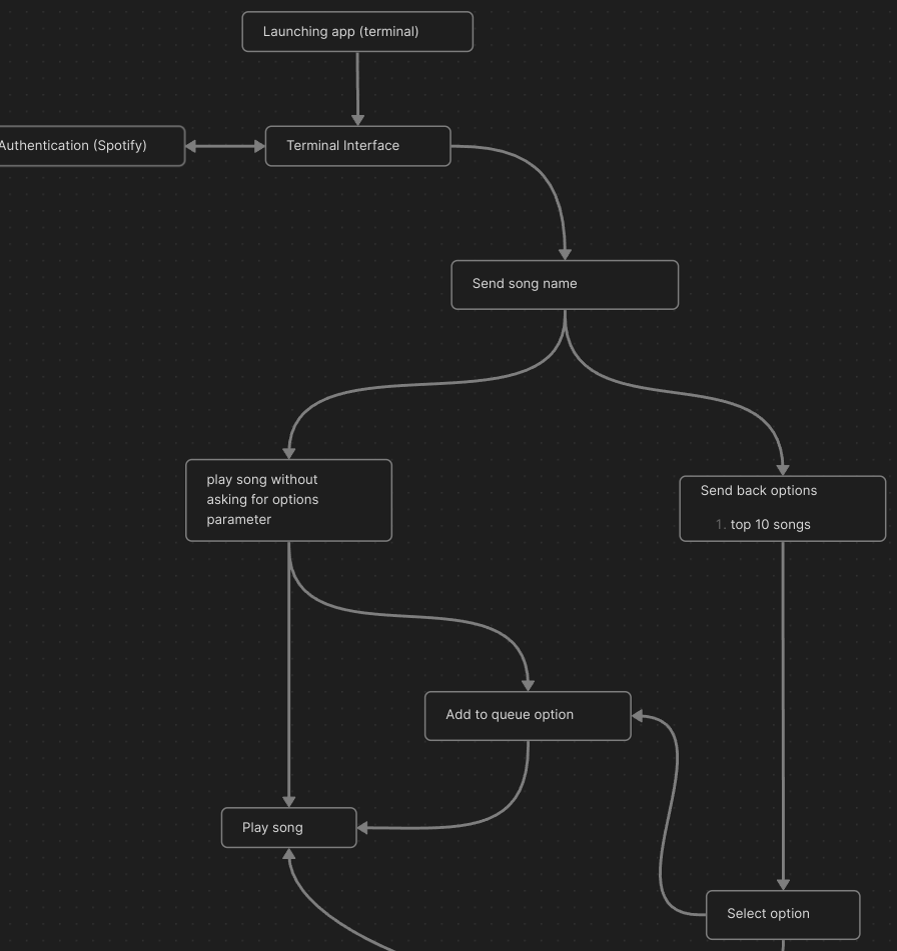 Launching app (terminal)
Authentication (Spotify)
Terminal Interface
Send song name
play song without
asking for options
parameter
Send back options
1. top 10 songs
Add to queue option
Play song
Select option